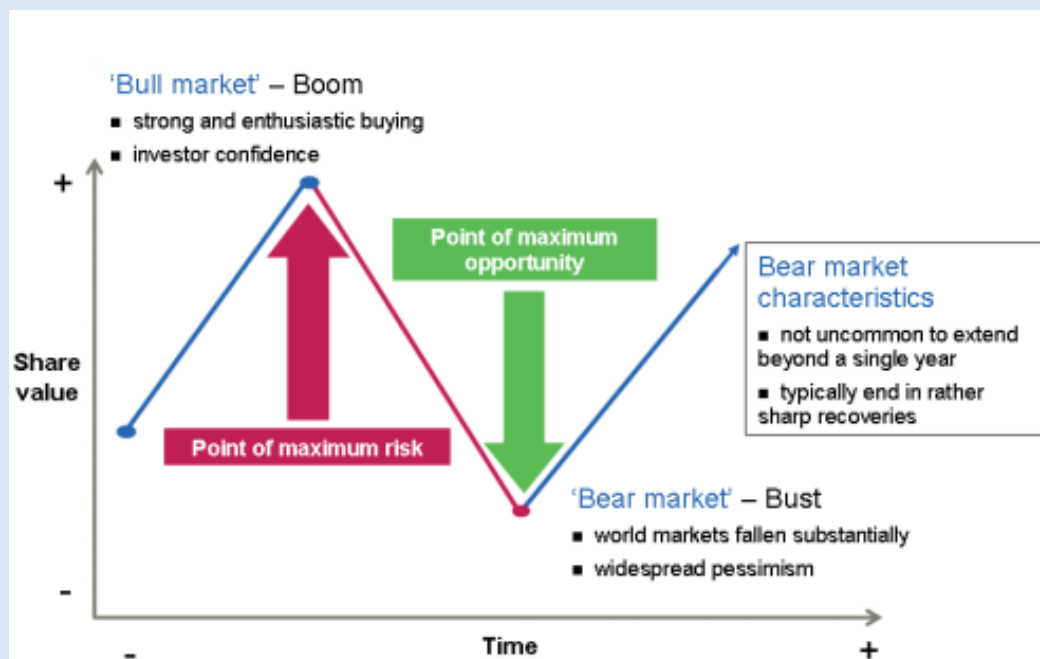 ‘Bull market’ – Boom
▪ strong and enthusiastic buying
▪ investor confidence
+
Point of maximum
opportunity
Bear market
characteristics
▪ not uncommon to extend
beyond a single year
▪ typically end in rather
sharp recoveries
Share
value
Point of maximum risk
‘Bear market’ – Bust
▪ world markets fallen substantially
▪ widespread pessimism
-
-
Time
+